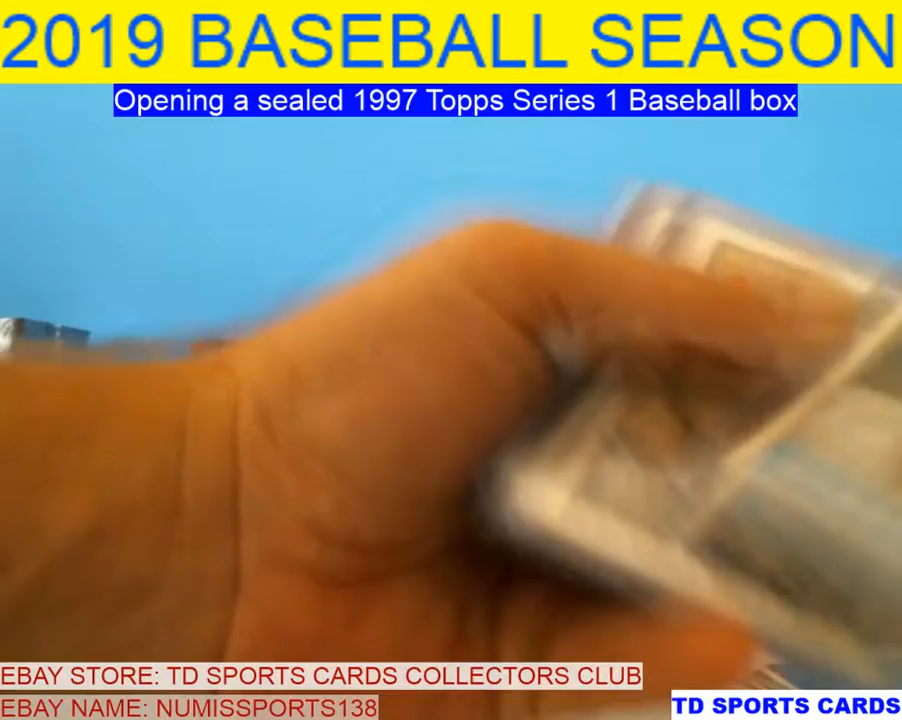 2019 BASEBALL SEASON
Opening a sealed 1997 Topps Series 1 Baseball box
EBAY STORE: TD SPORTS CARDS COLLECTORS CLUB
EBAY NAME: NUMISSPORTS138
TD SPORTS CARDS